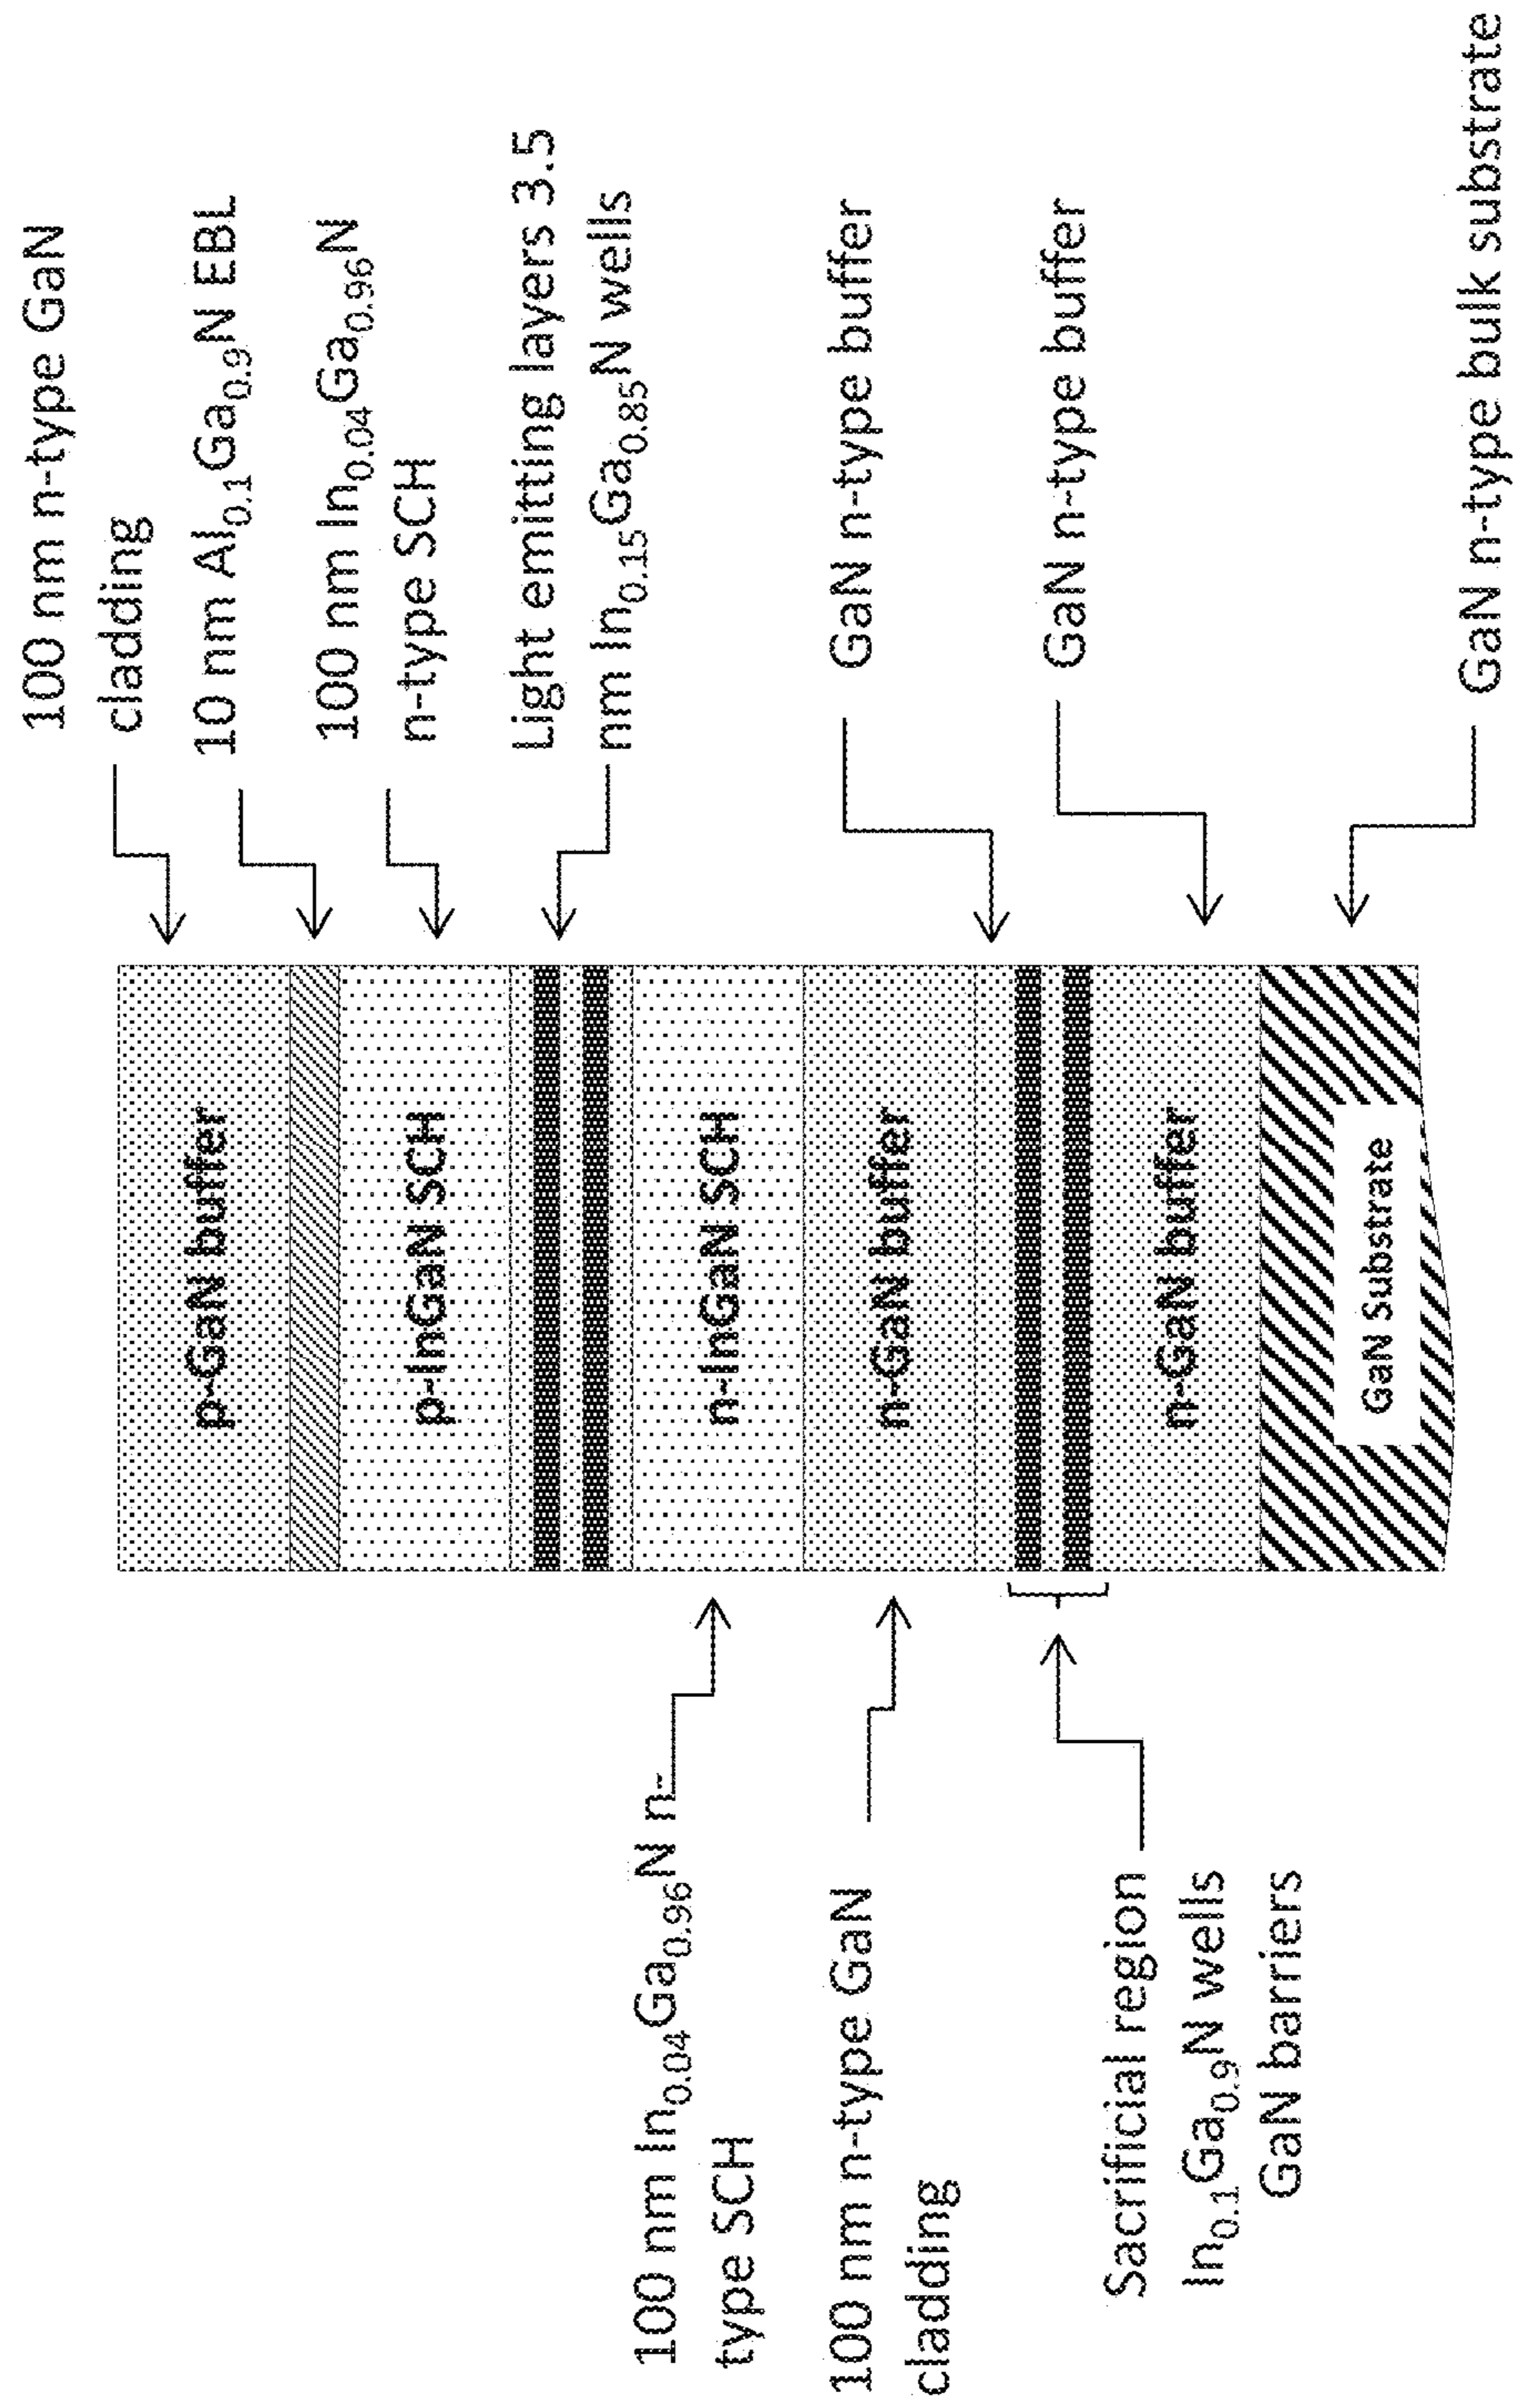 100 nm n-type GaN
cladding
10 nm Al0.1Ga0.9N EBL
100 nm In0.04Ga0.96N
n-type SCH
Light emitting layers 3.5
nm In0.15Ga0.85N wells
GaN n-type buffer
GaN n-type buffer
GaN n-type bulk substrate
p-GaN buffer
p-InGaN SCH
n-InGaN SCH
n-GaN buffer
n-GaN buffer
GaN Substrate
100 nm In0.04Ga0.96N n-
type SCH
100 nm n-type GaN
cladding
Sacrificial region
In0.1Ga0.9N wells
GaN barriers